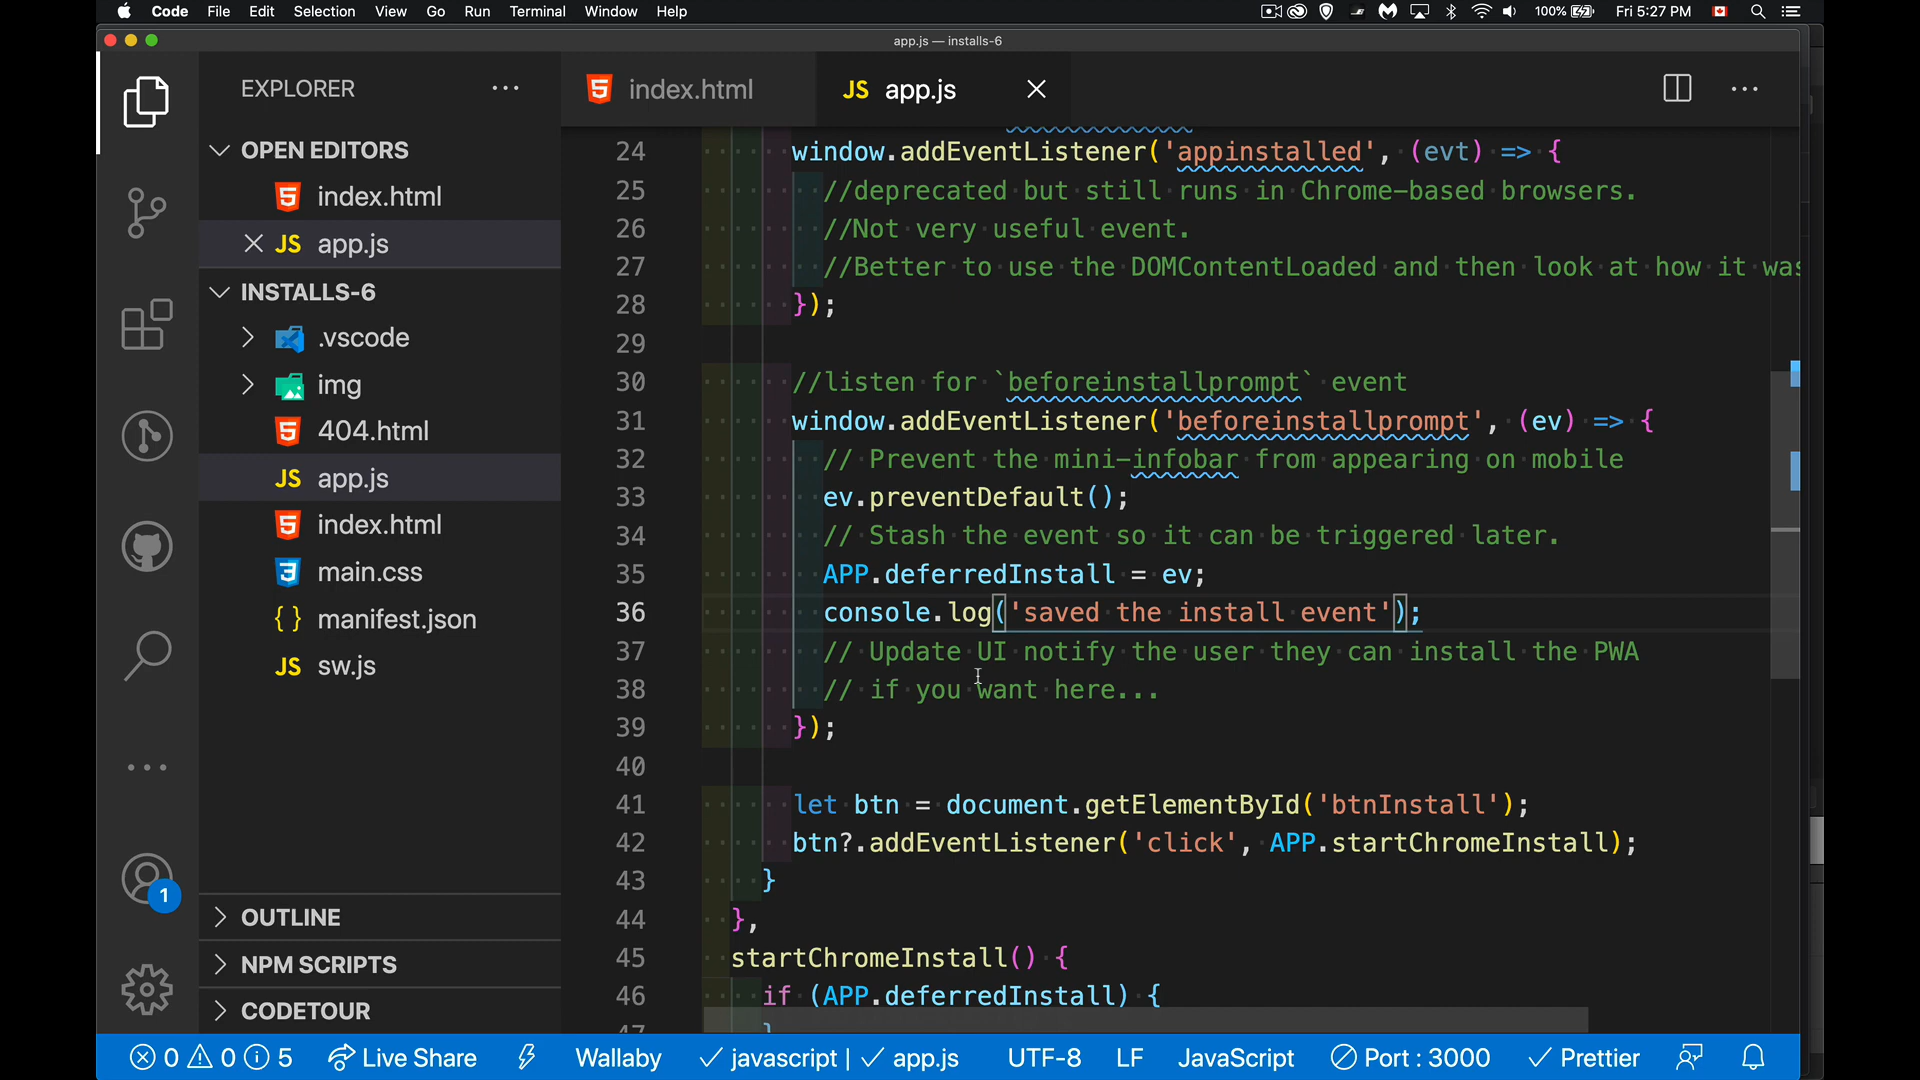 Code File Edit Selection View Go Run Terminal Window Help 100% Fri 5:27 PM
app.js — installs-6
EXPLORER
index.html
JS app.js
OPEN EDITORS
index.html
JS app.js
INSTALLS-6
.vscode
img
404.html
JS app.js
index.html
main.css
{ } manifest.json
JS sw.js
OUTLINE
NPM SCRIPTS
CODETOUR
1
24 window.addEventListener('appinstalled', (evt) => {
25 //deprecated but still runs in Chrome-based browsers.
26 //Not very useful event.
27 //Better to use the DOMContentLoaded and then look at how it was
28 });
29
30 //listen for `beforeinstallprompt` event
31 window.addEventListener('beforeinstallprompt', (ev) => {
32 // Prevent the mini-infobar from appearing on mobile
33 ev.preventDefault();
34 // Stash the event so it can be triggered later.
35 APP.deferredInstall = ev;
36 console.log('saved the install event');
37 // Update UI notify the user they can install the PWA
38 // if you want here...
39 });
40
41 let btn = document.getElementById('btnInstall');
42 btn?.addEventListener('click', APP.startChromeInstall);
43 }
44 },
45 startChromeInstall() {
46 if (APP.deferredInstall) {
0 0 5 Live Share Wallaby javascript | app.js UTF-8 LF JavaScript Port : 3000 Prettier